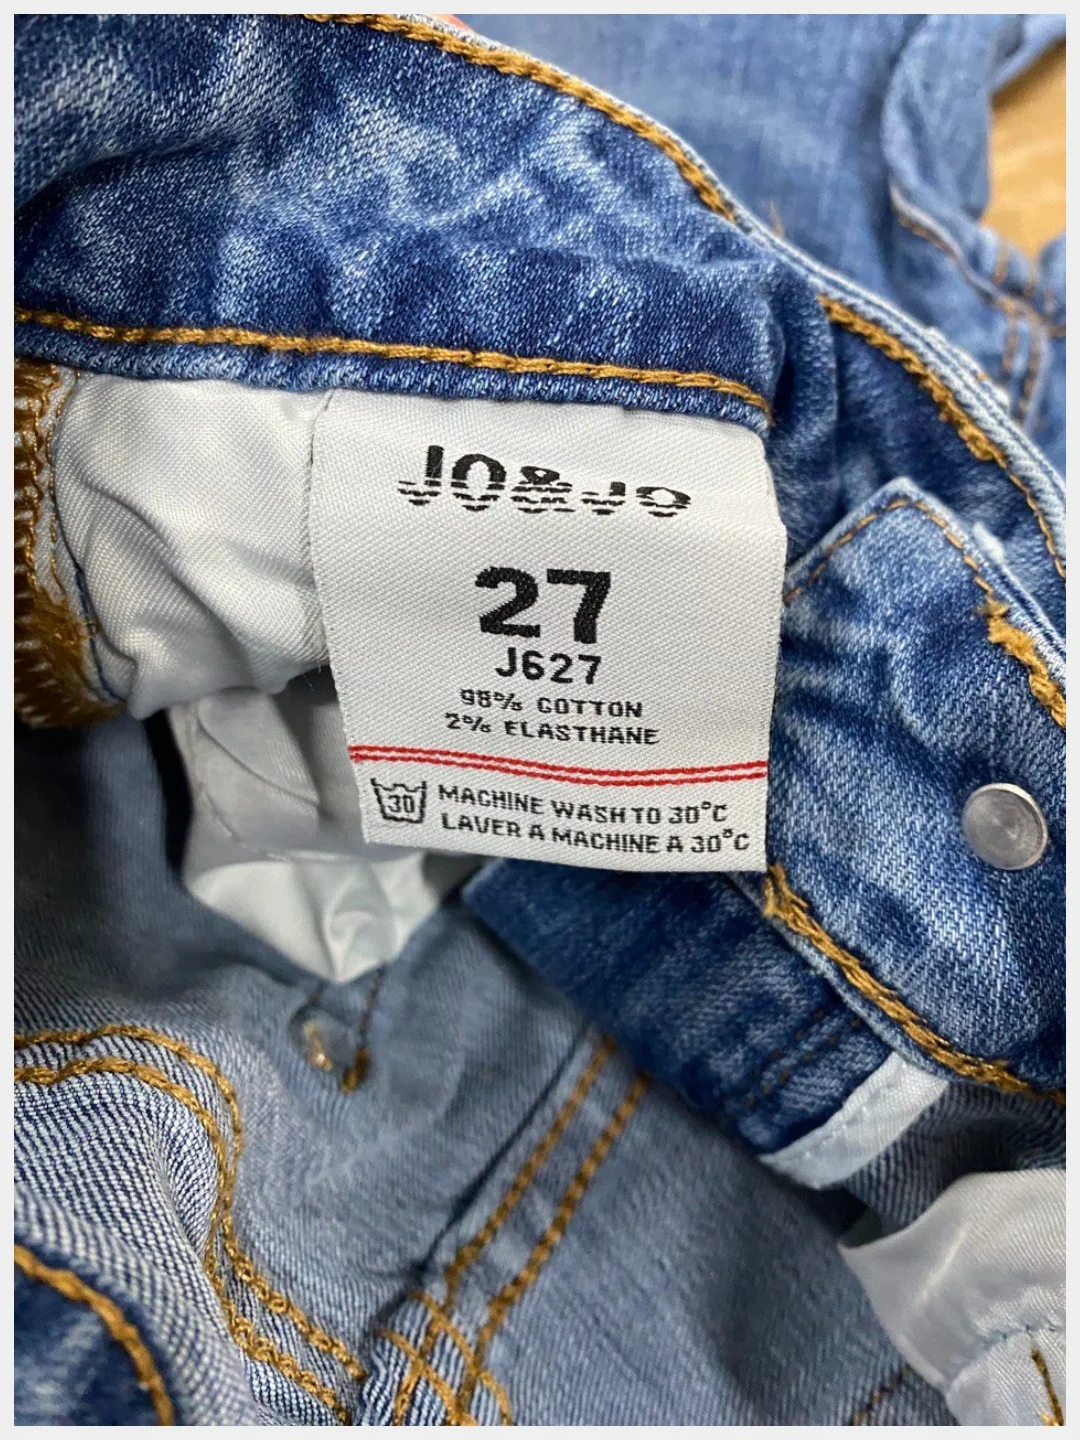 JO&JO
27
J627
98% COTTON
2% ELASTHANE
30
MACHINE WASH TO 30°C
LAVER A MACHINE A 30°C